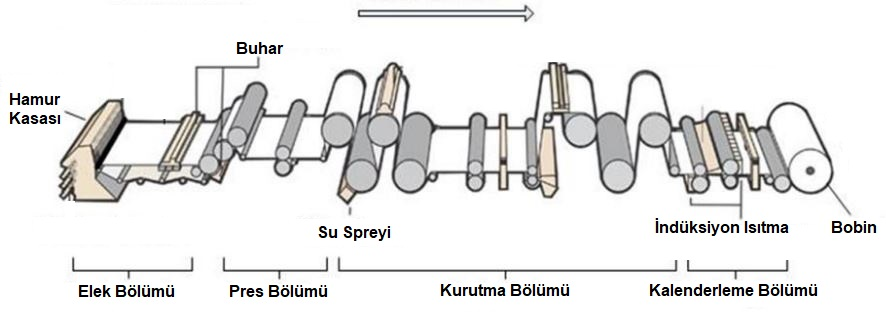 Buhar
Hamur
Kasası
Su Spreyi
İndüksiyon Isıtma
Bobin
Elek Bölümü
Pres Bölümü
Kurutma Bölümü
Kalenderleme Bölümü